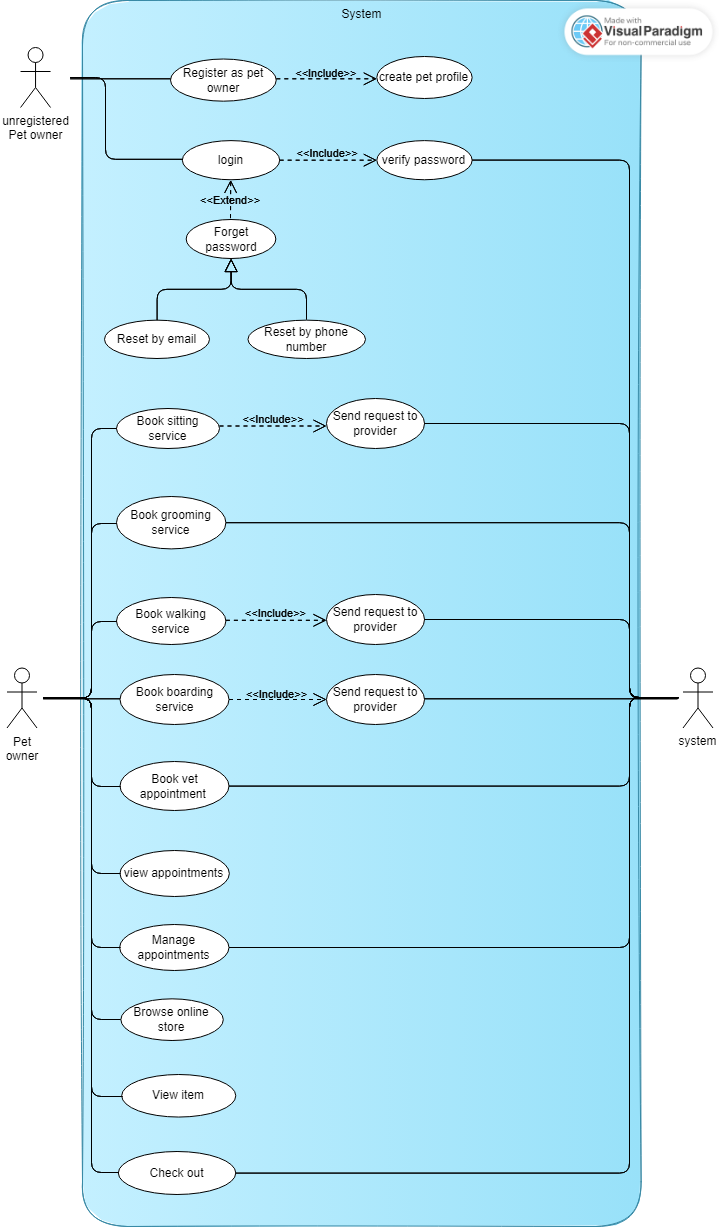 System
Made with
VisualParadigm
For non-commercial use
unregistered
Pet owner
Register as pet
owner
<<Include>>
create pet profile
login
<<Include>>
verify password
<<Extend>>
Forget
password
Reset by email
Reset by phone
number
Book sitting
service
<<Include>>
Send request to
provider
Book grooming
service
Book walking
service
<<Include>>
Send request to
provider
Pet
owner
Book boarding
service
<<Include>>
Send request to
provider
system
Book vet
appointment
view appointments
Manage
appointments
Browse online
store
View item
Check out